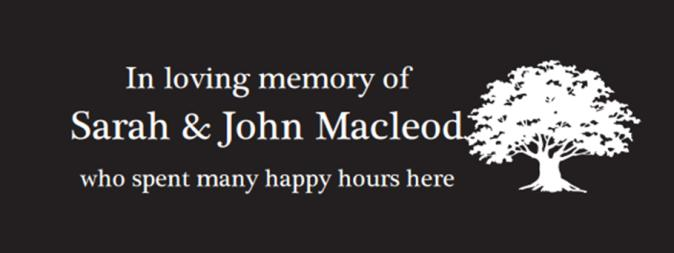 In loving memory of
Sarah & John Macleod
who spent many happy hours here